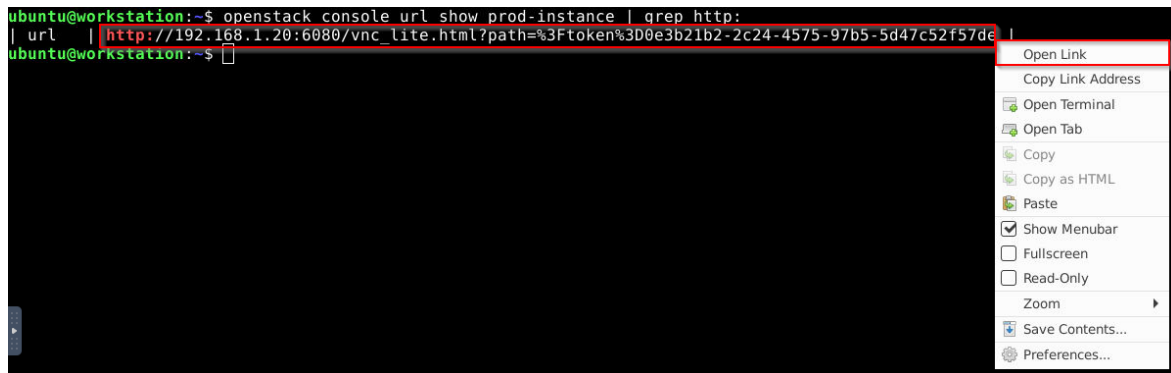 ubuntu@workstation:~$ openstack console url show prod-instance | grep http:
| url | http://192.168.1.20:6080/vnc_lite.html?path=%3Ftoken%3D0e3b21b2-2c24-4575-97b5-5d47c52f57de |
ubuntu@workstation:~$
Open Link
Copy Link Address
Open Terminal
Open Tab
Copy
Copy as HTML
Paste
Show Menubar
Fullscreen
Read-Only
Zoom
Save Contents...
Preferences...